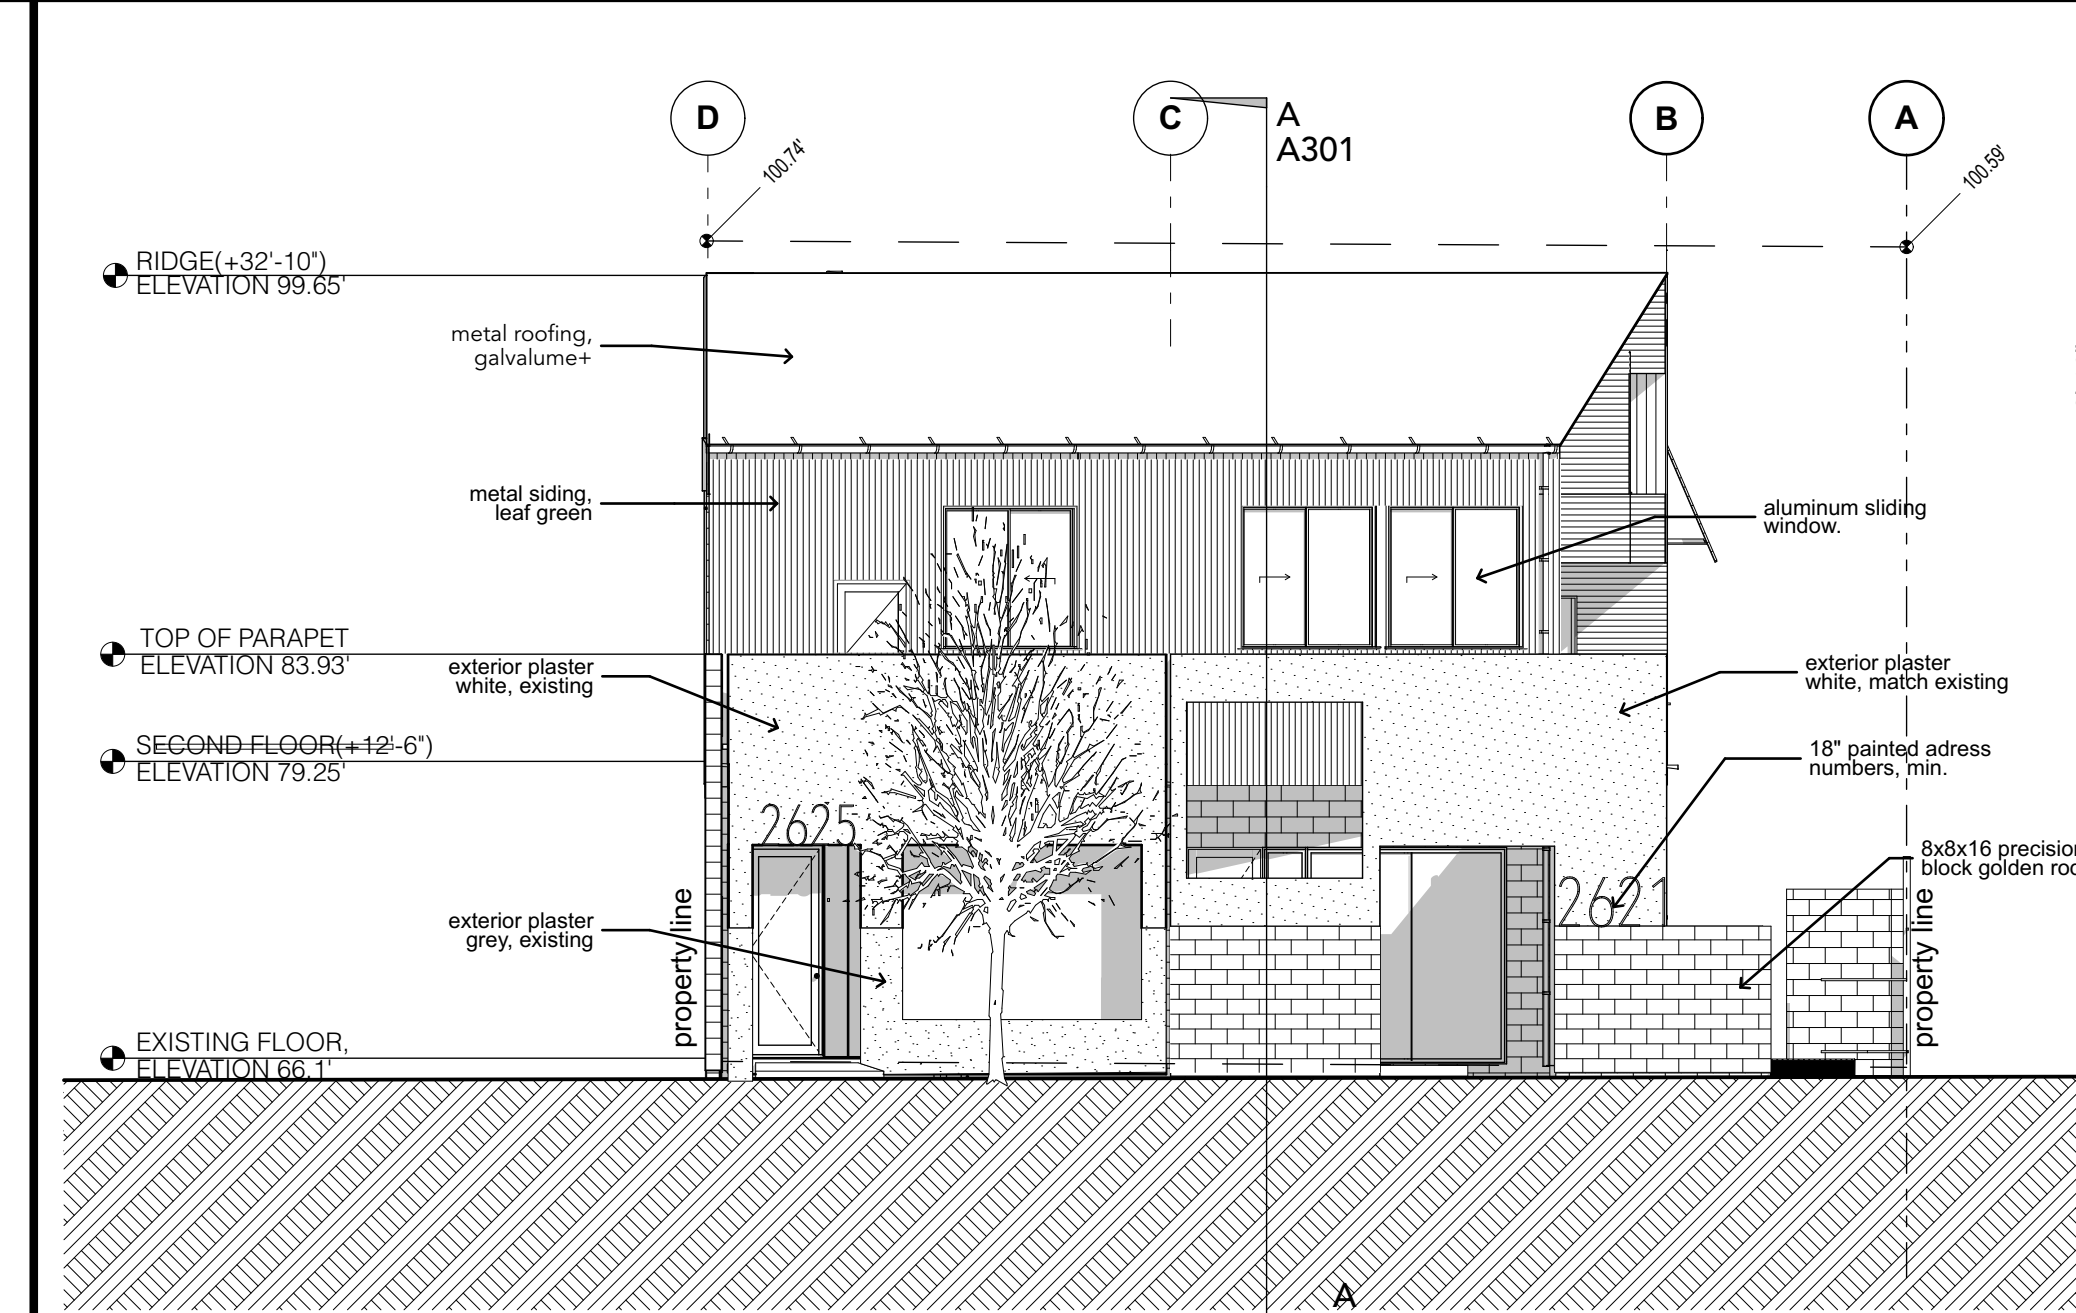 D
C
B
A
A
A301
100.74'
100.59'
RIDGE(+32'-10")
ELEVATION 99.65'
metal roofing,
galvalume+
metal siding,
leaf green
aluminum sliding
window.
TOP OF PARAPET
ELEVATION 83.93'
exterior plaster
white, existing
exterior plaster
white, match existing
SECOND FLOOR(+12'-6")
ELEVATION 79.25'
18" painted adress
numbers, min.
2625
8x8x16 precision
block golden rod
2621
exterior plaster
grey, existing
property line
property line
EXISTING FLOOR,
ELEVATION 66.1'
A